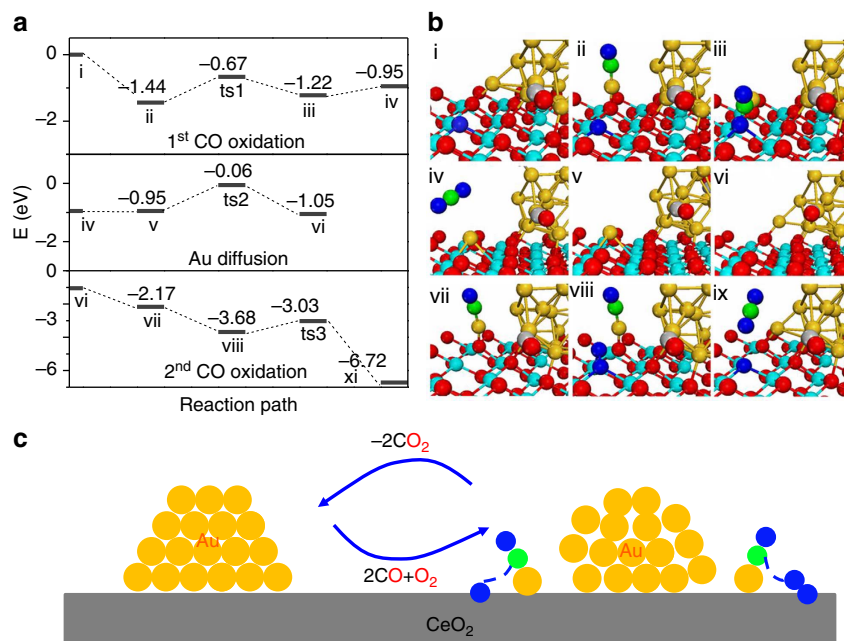 a
E (eV)
0
−2
0
−2
0
−3
−6
i
−1.44
ii
−0.67
ts1
−1.22
iii
−0.95
iv
1st CO oxidation
iv
−0.95
v
−0.06
ts2
−1.05
vi
Au diffusion
vi
−2.17
vii
−3.68
viii
−3.03
ts3
−6.72
xi
2nd CO oxidation
Reaction path
b
i
ii
iii
iv
v
vi
vii
viii
ix
c
−2CO2
Au
2CO+O2
Au
CeO2